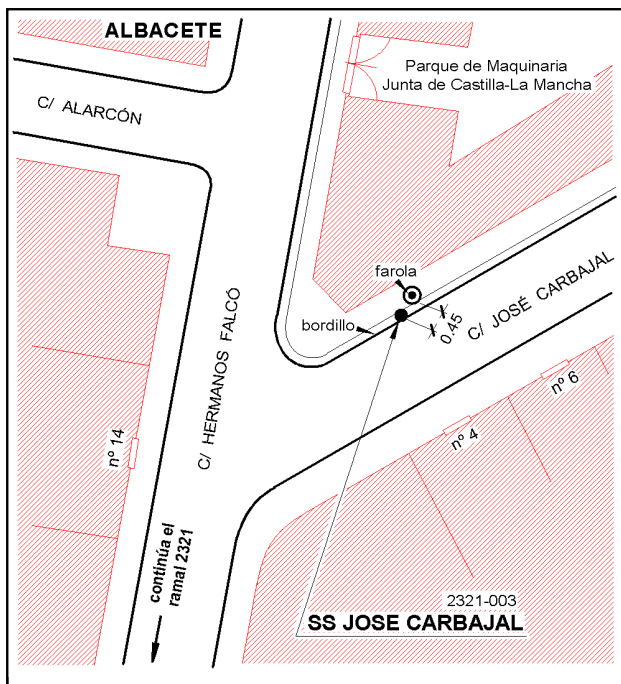 ALBACETE
Parque de Maquinaria
Junta de Castilla-La Mancha
C/ ALARCÓN
farola
bordillo
0.45
C/ JOSÉ CARBAJAL
C/ HERMANOS FALCÓ
nº 14
nº 6
nº 4
continúa el
ramal 2321
2321-003
SS JOSE CARBAJAL